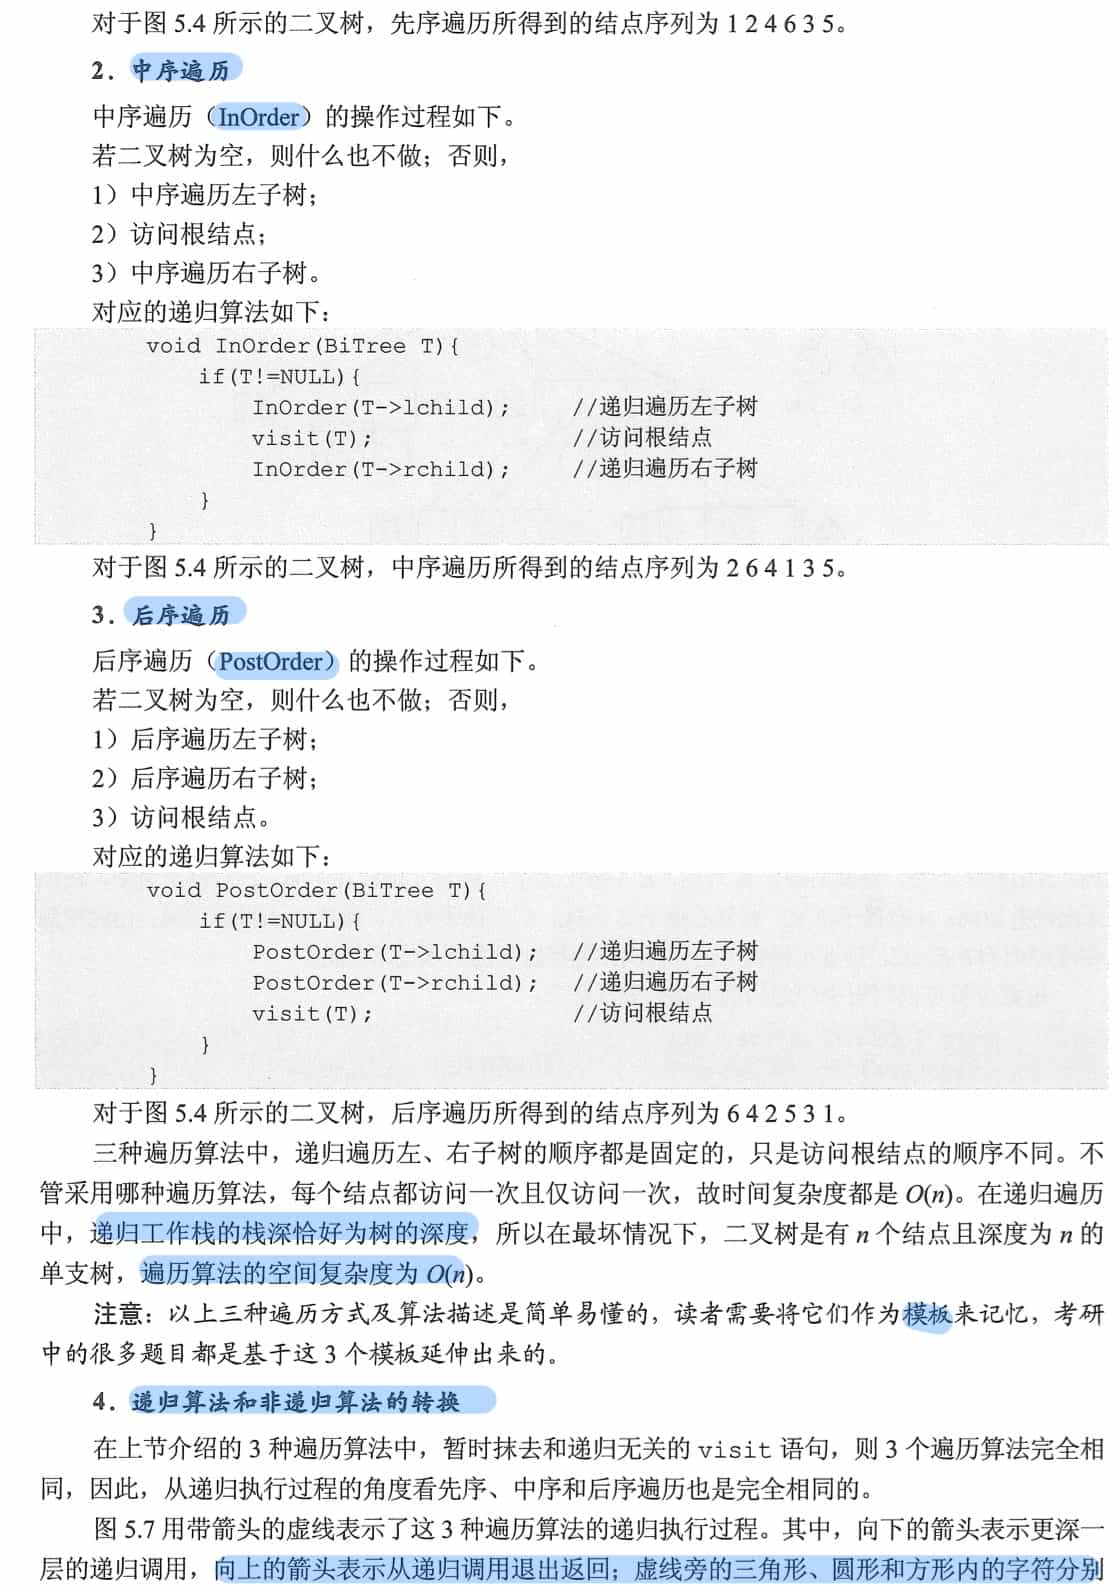 对于图 5.4 所示的二叉树，先序遍历所得到的结点序列为 1 2 4 6 3 5。
2．中序遍历
中序遍历（InOrder）的操作过程如下。
若二叉树为空，则什么也不做；否则，
1）中序遍历左子树；
2）访问根结点；
3）中序遍历右子树。
对应的递归算法如下：
void InOrder(BiTree T){
if(T!=NULL){
InOrder(T->lchild); //递归遍历左子树
visit(T); //访问根结点
InOrder(T->rchild); //递归遍历右子树
}
}
对于图 5.4 所示的二叉树，中序遍历所得到的结点序列为 2 6 4 1 3 5。
3．后序遍历
后序遍历（PostOrder）的操作过程如下。
若二叉树为空，则什么也不做；否则，
1）后序遍历左子树；
2）后序遍历右子树；
3）访问根结点。
对应的递归算法如下：
void PostOrder(BiTree T){
if(T!=NULL){
PostOrder(T->lchild); //递归遍历左子树
PostOrder(T->rchild); //递归遍历右子树
visit(T); //访问根结点
}
}
对于图 5.4 所示的二叉树，后序遍历所得到的结点序列为 6 4 2 5 3 1。
三种遍历算法中，递归遍历左、右子树的顺序都是固定的，只是访问根结点的顺序不同。不
管采用哪种遍历算法，每个结点都访问一次且仅访问一次，故时间复杂度都是 O(n)。在递归遍历
中，递归工作栈的栈深恰好为树的深度，所以在最坏情况下，二叉树是有 n 个结点且深度为 n 的
单支树，遍历算法的空间复杂度为 O(n)。
注意：以上三种遍历方式及算法描述是简单易懂的，读者需要将它们作为模板来记忆，考研
中的很多题目都是基于这 3 个模板延伸出来的。
4．递归算法和非递归算法的转换
在上节介绍的 3 种遍历算法中，暂时抹去和递归无关的 visit 语句，则 3 个遍历算法完全相
同，因此，从递归执行过程的角度看先序、中序和后序遍历也是完全相同的。
图 5.7 用带箭头的虚线表示了这 3 种遍历算法的递归执行过程。其中，向下的箭头表示更深一
层的递归调用，向上的箭头表示从递归调用退出返回；虚线旁的三角形、圆形和方形内的字符分别